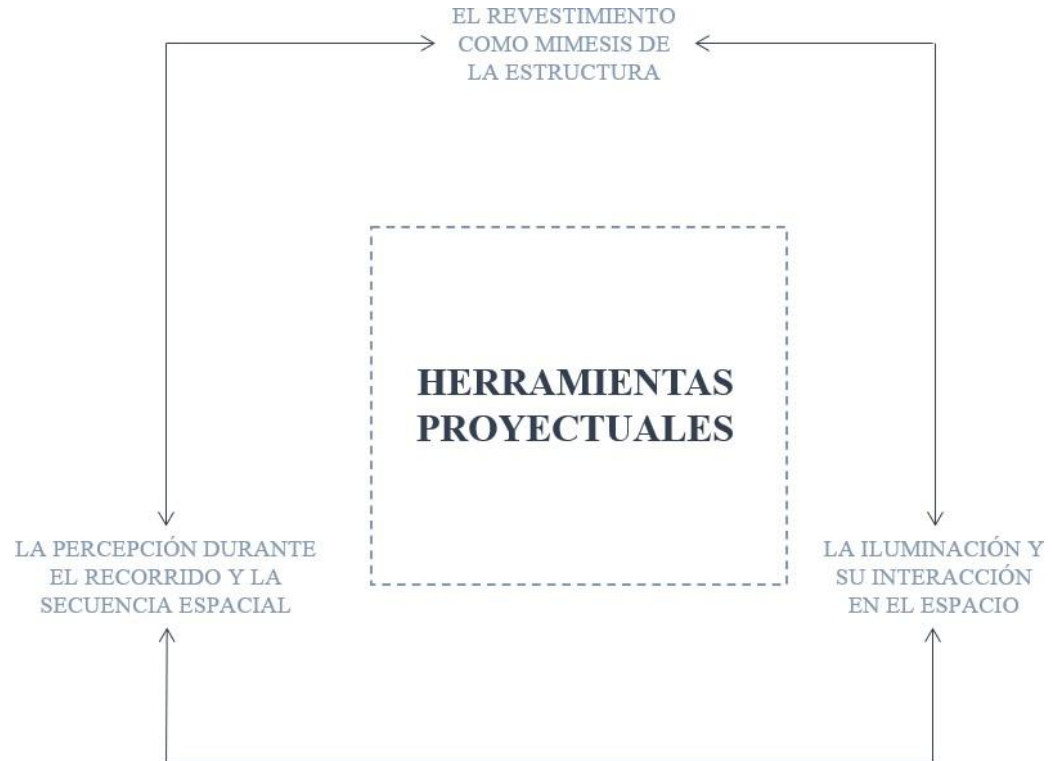 EL REVESTIMIENTO
COMO MIMESIS DE
LA ESTRUCTURA
HERRAMIENTAS
PROYECTUALES
LA PERCEPCIÓN DURANTE
EL RECORRIDO Y LA
SECUENCIA ESPACIAL
LA ILUMINACIÓN Y
SU INTERACCIÓN
EN EL ESPACIO